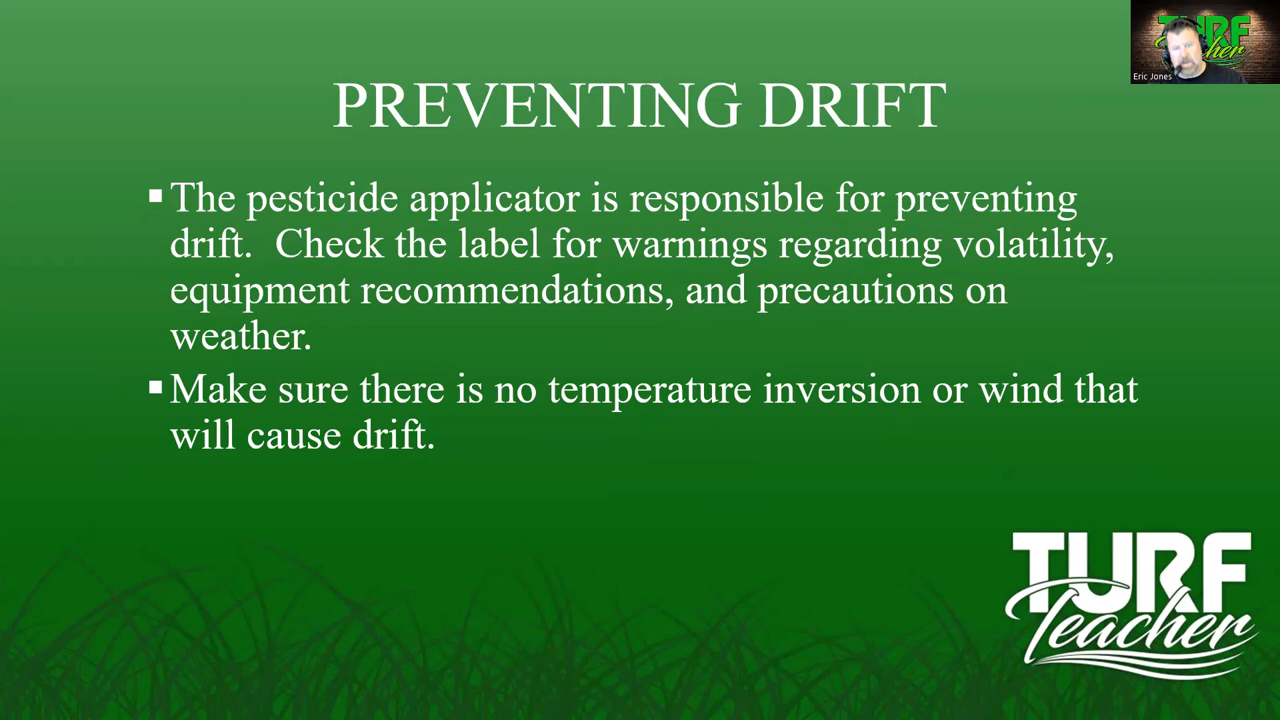 TURF
Teacher
Eric Jones
PREVENTING DRIFT
▪The pesticide applicator is responsible for preventing
drift.  Check the label for warnings regarding volatility,
equipment recommendations, and precautions on
weather.
▪Make sure there is no temperature inversion or wind that
will cause drift.
TURF
Teacher